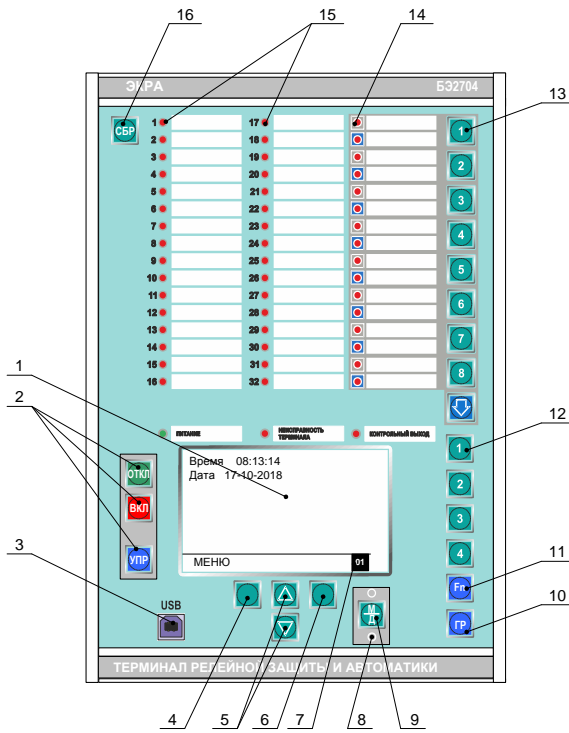 16 15 14
ЭКРА БЭ2704
13
СБР
1 17 1
2 18
3 19 2
4 20
5 21 3
6 22
7 23 4
8 24
9 25 5
10 26
11 27 6
12 28
13 29 7
14 30
15 31 8
16 32
1
2
12
ПИТАНИЕ НЕИСПРАВНОСТЬ ТЕРМИНАЛА КОНТРОЛЬНЫЙ ВЫХОД
1
Время 08:13:14
Дата 17-10-2018
ОТКЛ
2
ВКЛ
3
3
4
УПР
МЕНЮ 01
11
Fn
USB
М/Д
10
ГР
ТЕРМИНАЛ РЕЛЕЙНОЙ ЗАЩИТЫ И АВТОМАТИКИ
4 5 6 7 8 9